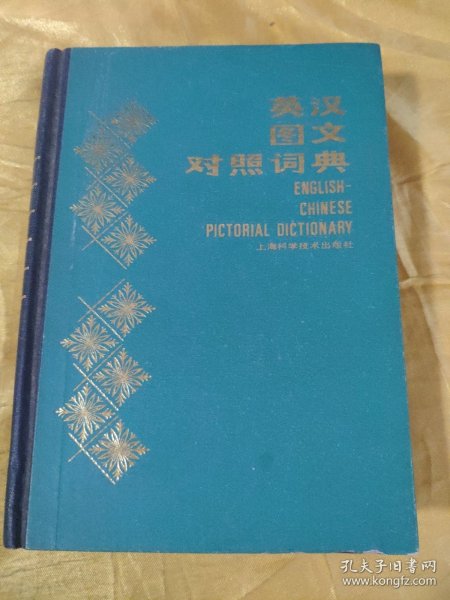 英汉
图文
对照词典
ENGLISH-
CHINESE
PICTORIAL DICTIONARY
上海科学技术出版社
孔夫子旧书网
www.kongfz.com